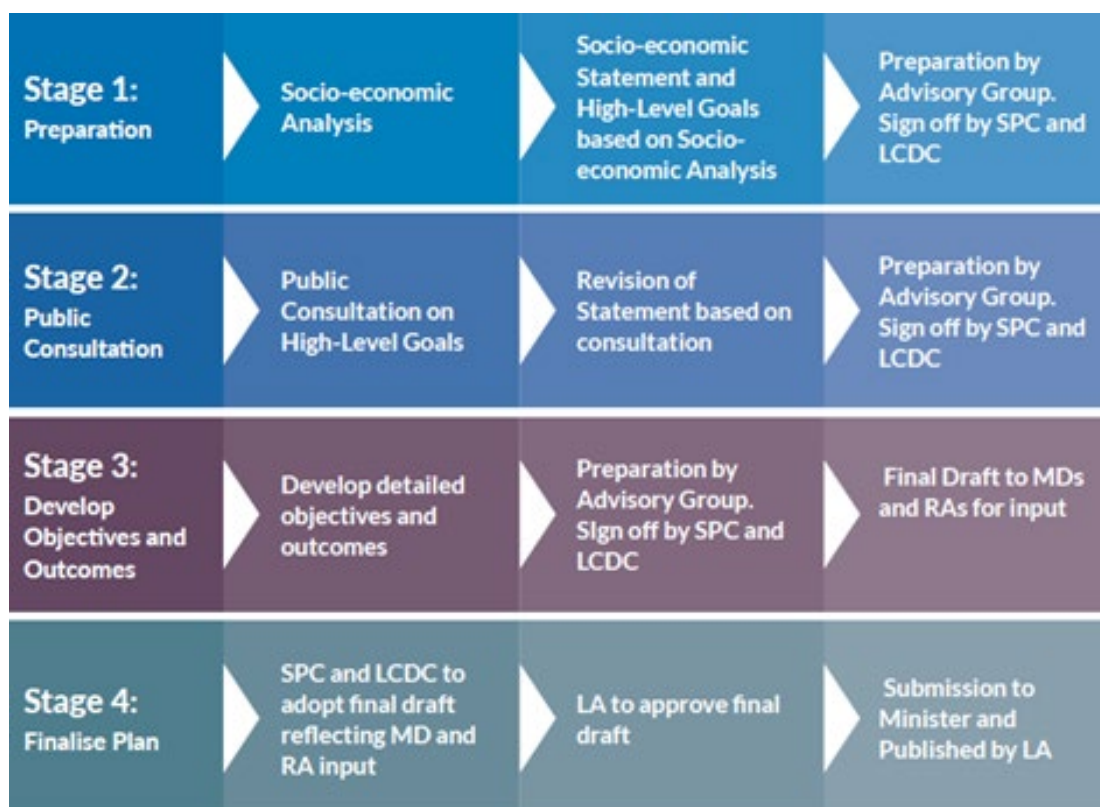 Stage 1:
Preparation
Socio-economic
Analysis
Socio-economic
Statement and
High-Level Goals
based on Socio-
economic Analysis
Preparation by
Advisory Group.
Sign off by SPC and
LCDC
Stage 2:
Public
Consultation
Public
Consultation on
High-Level Goals
Revision of
Statement based on
consultation
Preparation by
Advisory Group.
Sign off by SPC and
LCDC
Stage 3:
Develop
Objectives and
Outcomes
Develop detailed
objectives and
outcomes
Preparation by
Advisory Group.
SIgn off by SPC and
LCDC
Final Draft to MDs
and RAs for input
Stage 4:
Finalise Plan
SPC and LCDC to
adopt final draft
reflecting MD and
RA input
LA to approve final
draft
Submission to
Minister and
Published by LA